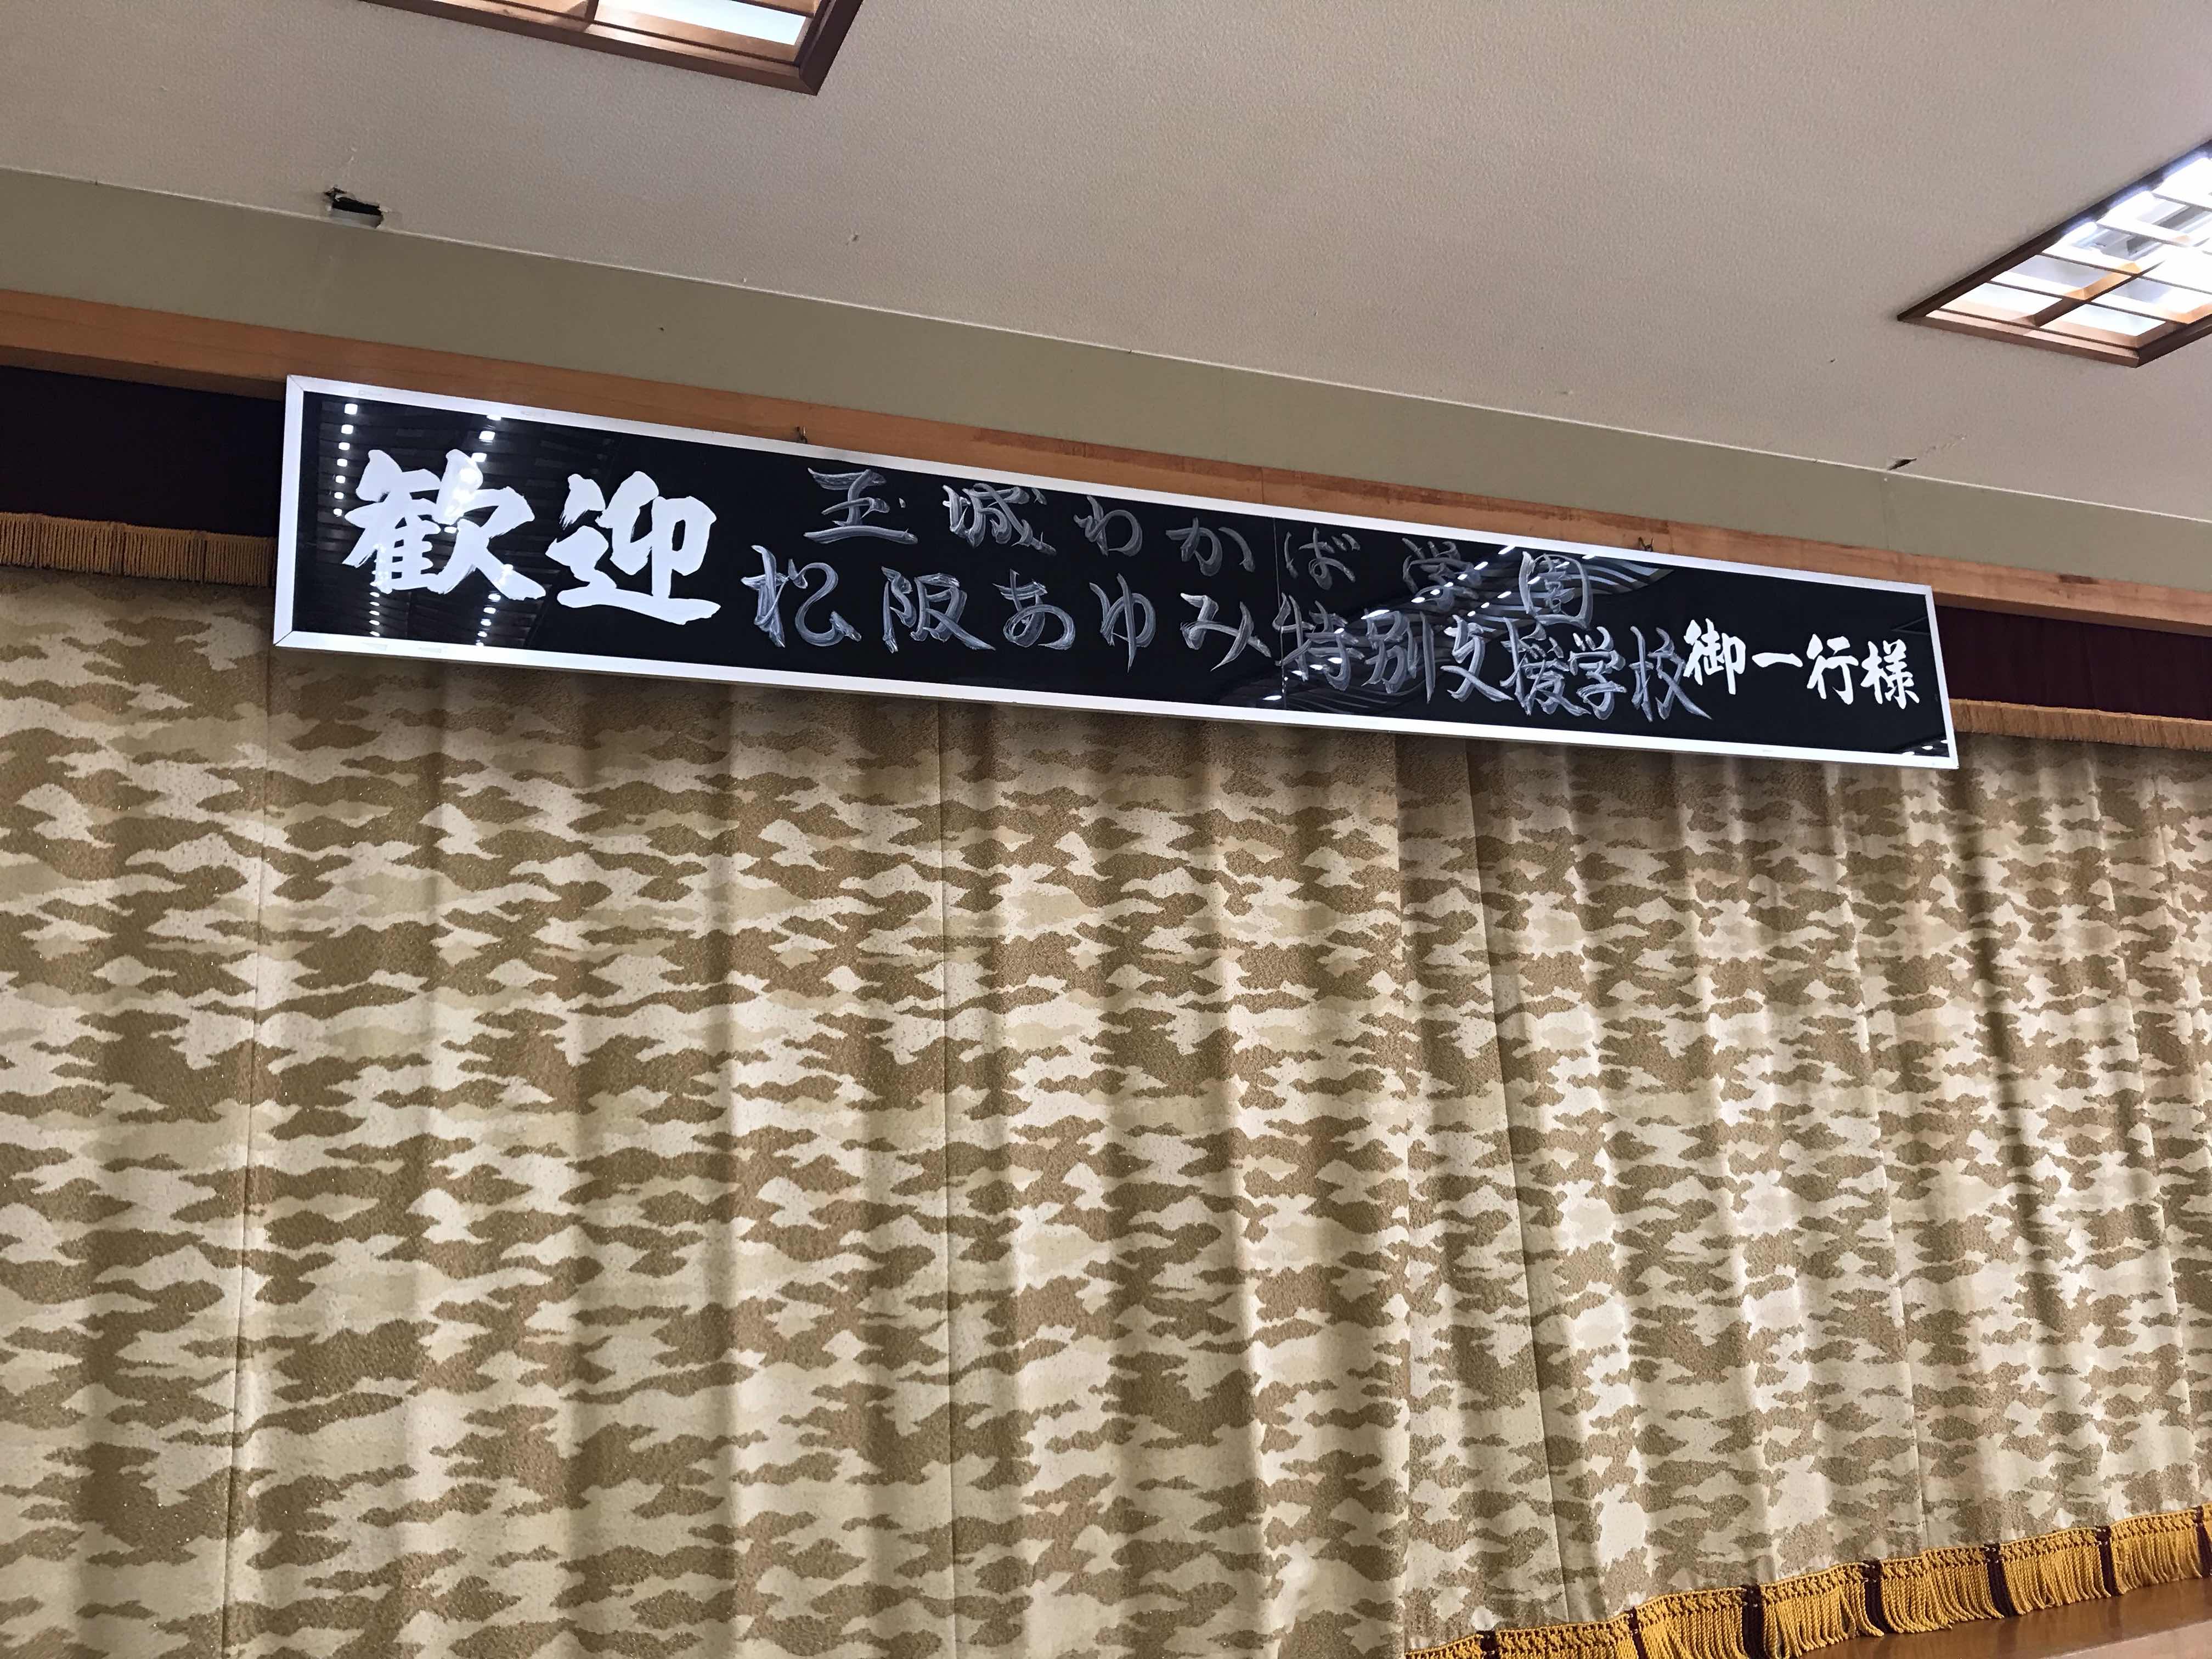 歓迎
玉城わかば学園
松阪あゆみ特別支援学校
御一行様